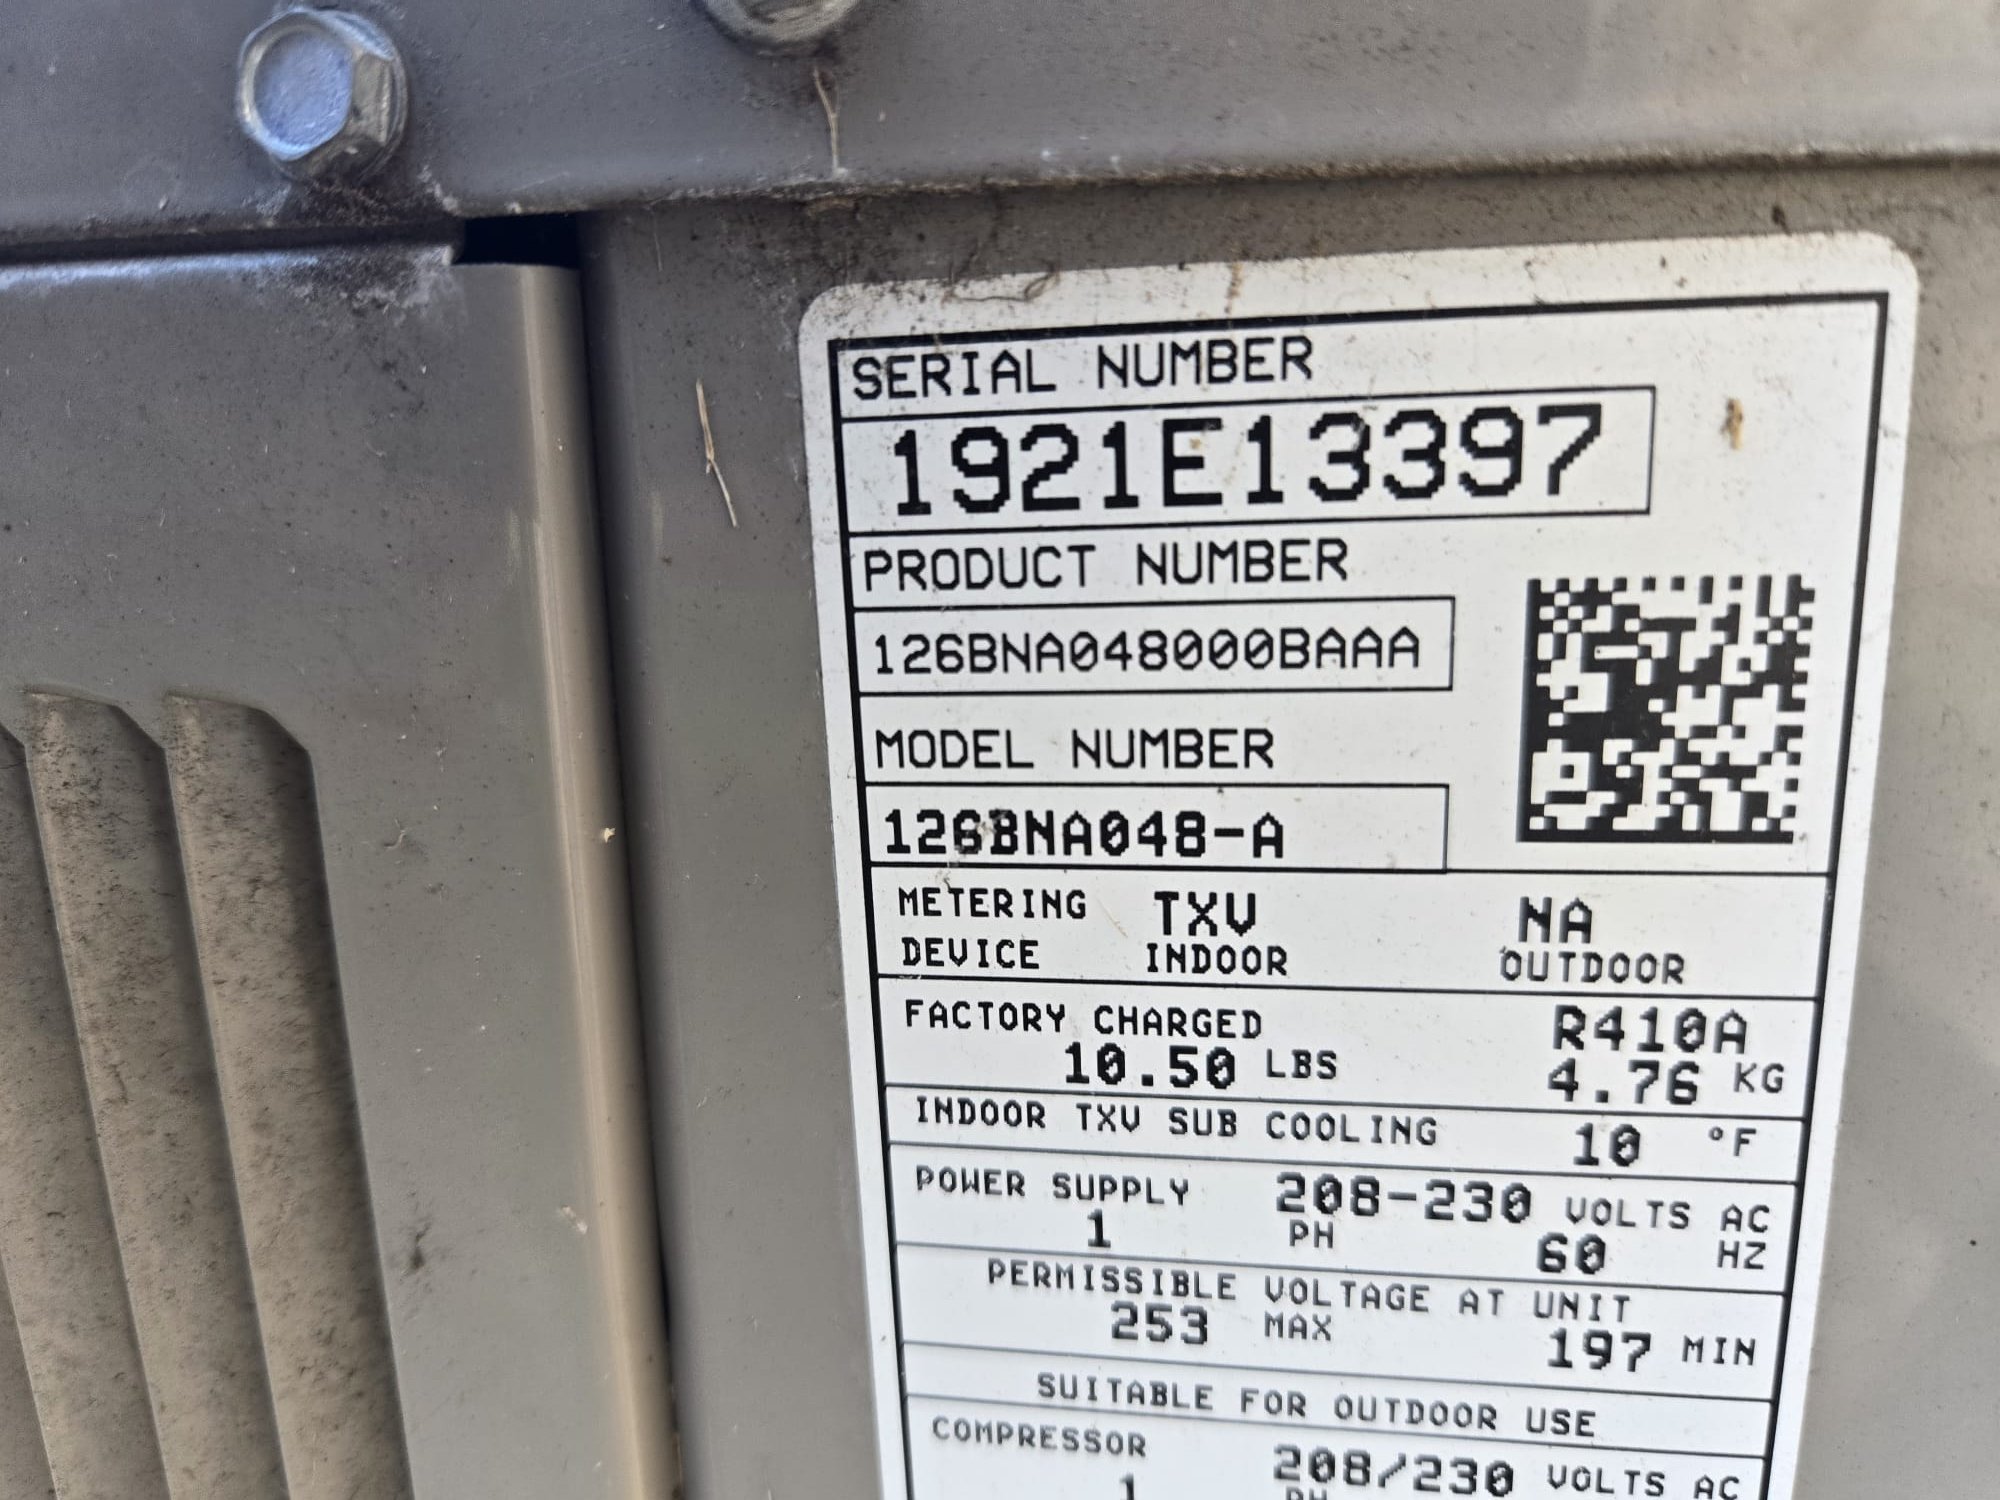 SERIAL NUMBER
1921E13397
PRODUCT NUMBER
126BNA048000BAAA
MODEL NUMBER
126BNA048-A
METERING TXV NA
DEVICE INDOOR OUTDOOR
FACTORY CHARGED R410A
10.50 LBS 4.76 KG
INDOOR TXV SUB COOLING 10 °F
POWER SUPPLY 208-230 VOLTS AC
1 PH 60 HZ
PERMISSIBLE VOLTAGE AT UNIT
253 MAX 197 MIN
SUITABLE FOR OUTDOOR USE
COMPRESSOR 208/230 VOLTS AC
1 PH